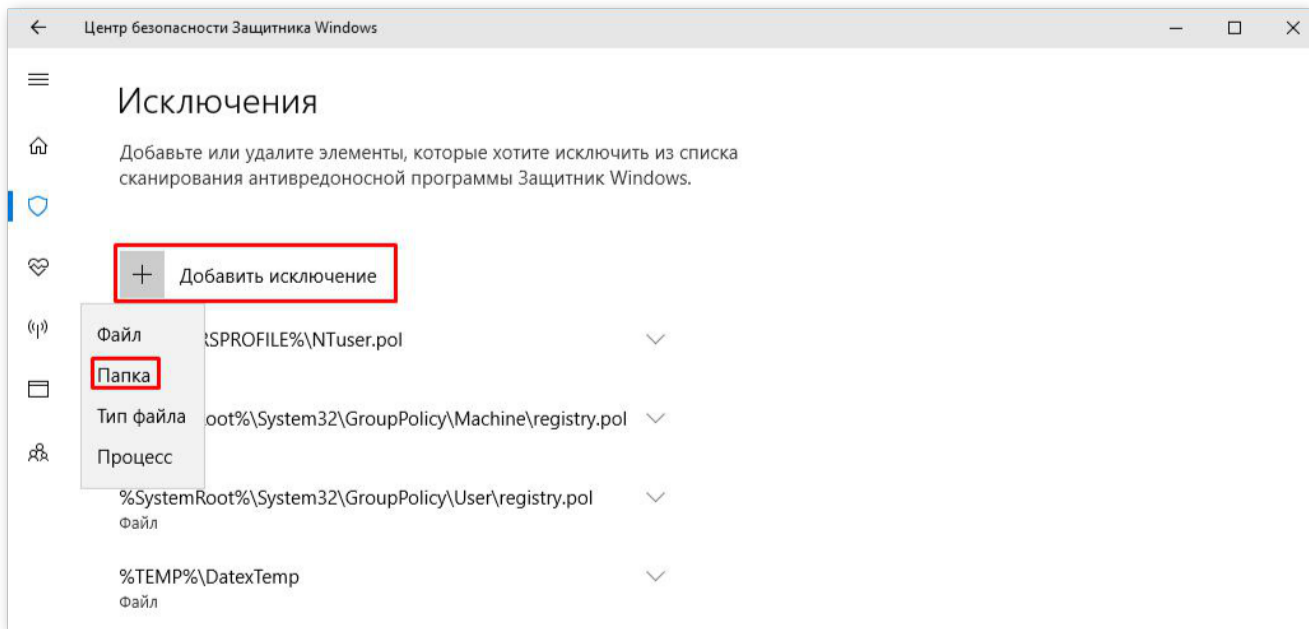 Центр безопасности Защитника Windows
Исключения
Добавьте или удалите элементы, которые хотите исключить из списка
сканирования антивредоносной программы Защитник Windows.
Добавить исключение
Файл
RSPROFILE%\NTuser.pol
Папка
Тип файла
oot%\System32\GroupPolicy\Machine\registry.pol
Процесс
%SystemRoot%\System32\GroupPolicy\User\registry.pol
Файл
%TEMP%\DatexTemp
Файл